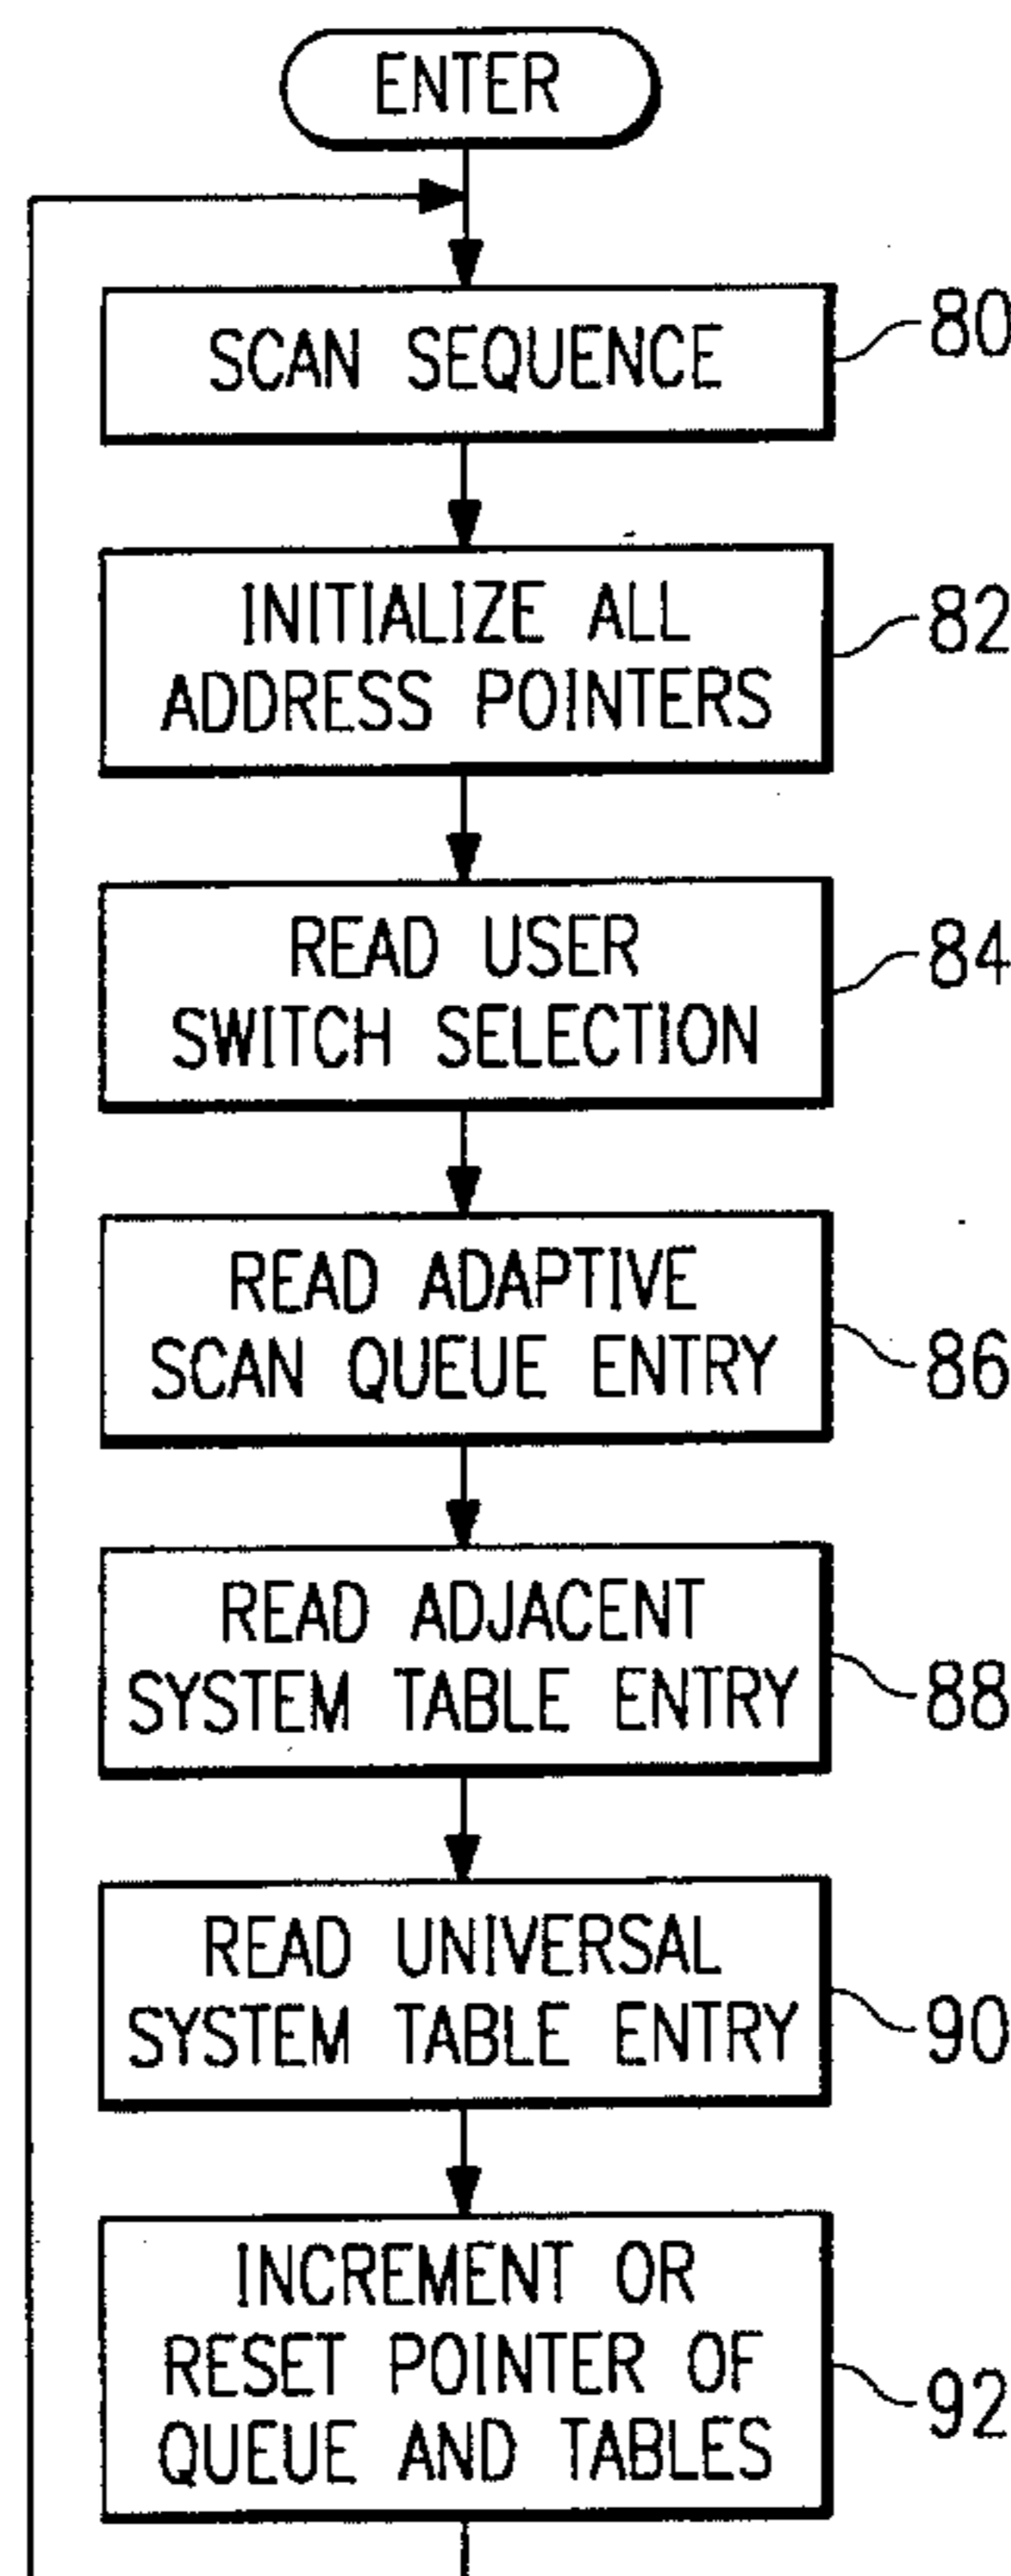 ENTER
SCAN SEQUENCE
80
INITIALIZE ALL
ADDRESS POINTERS
82
READ USER
SWITCH SELECTION
84
READ ADAPTIVE
SCAN QUEUE ENTRY
86
READ ADJACENT
SYSTEM TABLE ENTRY
88
READ UNIVERSAL
SYSTEM TABLE ENTRY
90
INCREMENT OR
RESET POINTER OF
QUEUE AND TABLES
92